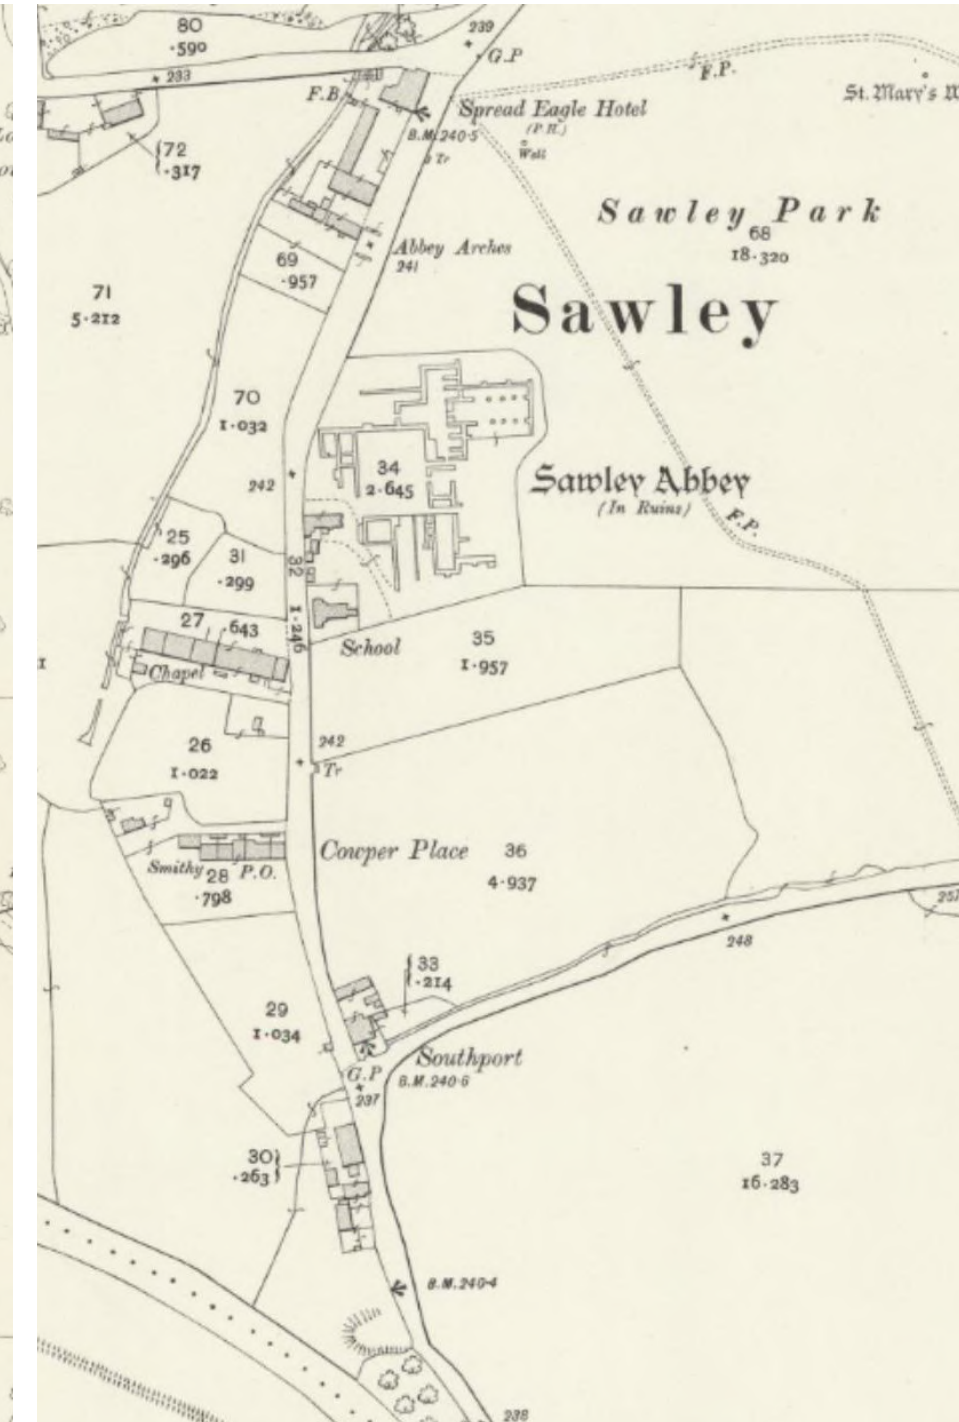 80
.590
239
G.P
233
F.P.
F.B
St. Mary's W
Spread Eagle Hotel
(P.H.)
B.M. 240.5
Well
Tr
72
.317
Sawley Park
68
18.320
Abbey Arches
241
69
.957
71
5.212
Sawley
70
1.032
34
2.645
Sawley Abbey
(In Ruins)
F.P.
242
25
.296
31
.299
32
1.246
27 .643
School
35
1.957
Chapel
242
26
1.022
Tr
Cowper Place
36
4.937
Smithy
28
P.O.
.798
248
33
.214
29
1.034
Southport
G.P
B.M. 240.6
237
30
.263
37
16.283
B.M. 240.4
238